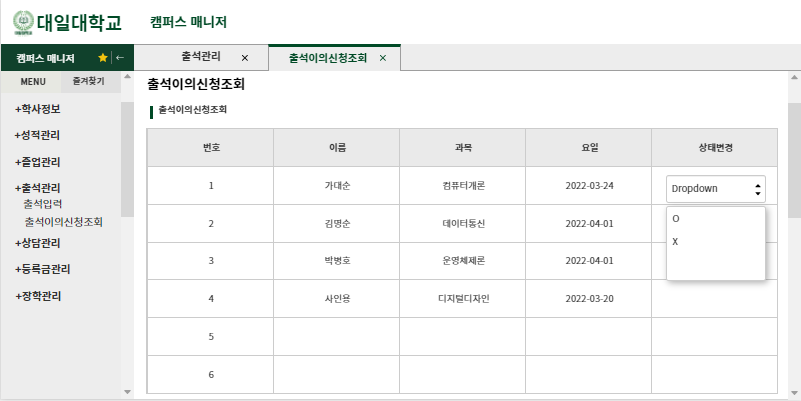 대일대학교 캠퍼스 매니저
캠퍼스 매니저 ★ ← 출석관리 × 출석이의신청조회 ×
MENU 즐겨찾기
출석이의신청조회
출석이의신청조회
+학사정보
+성적관리
+졸업관리
+출석관리
출석입력
출석이의신청조회
+상담관리
+등록금관리
+장학관리
번호 이름 과목 요일 상태변경
1 가대순 컴퓨터개론 2022-03-24 Dropdown
O
X
2 김명순 데이터통신 2022-04-01
3 박병호 운영체제론 2022-04-01
4 사인용 디지털디자인 2022-03-20
5
6